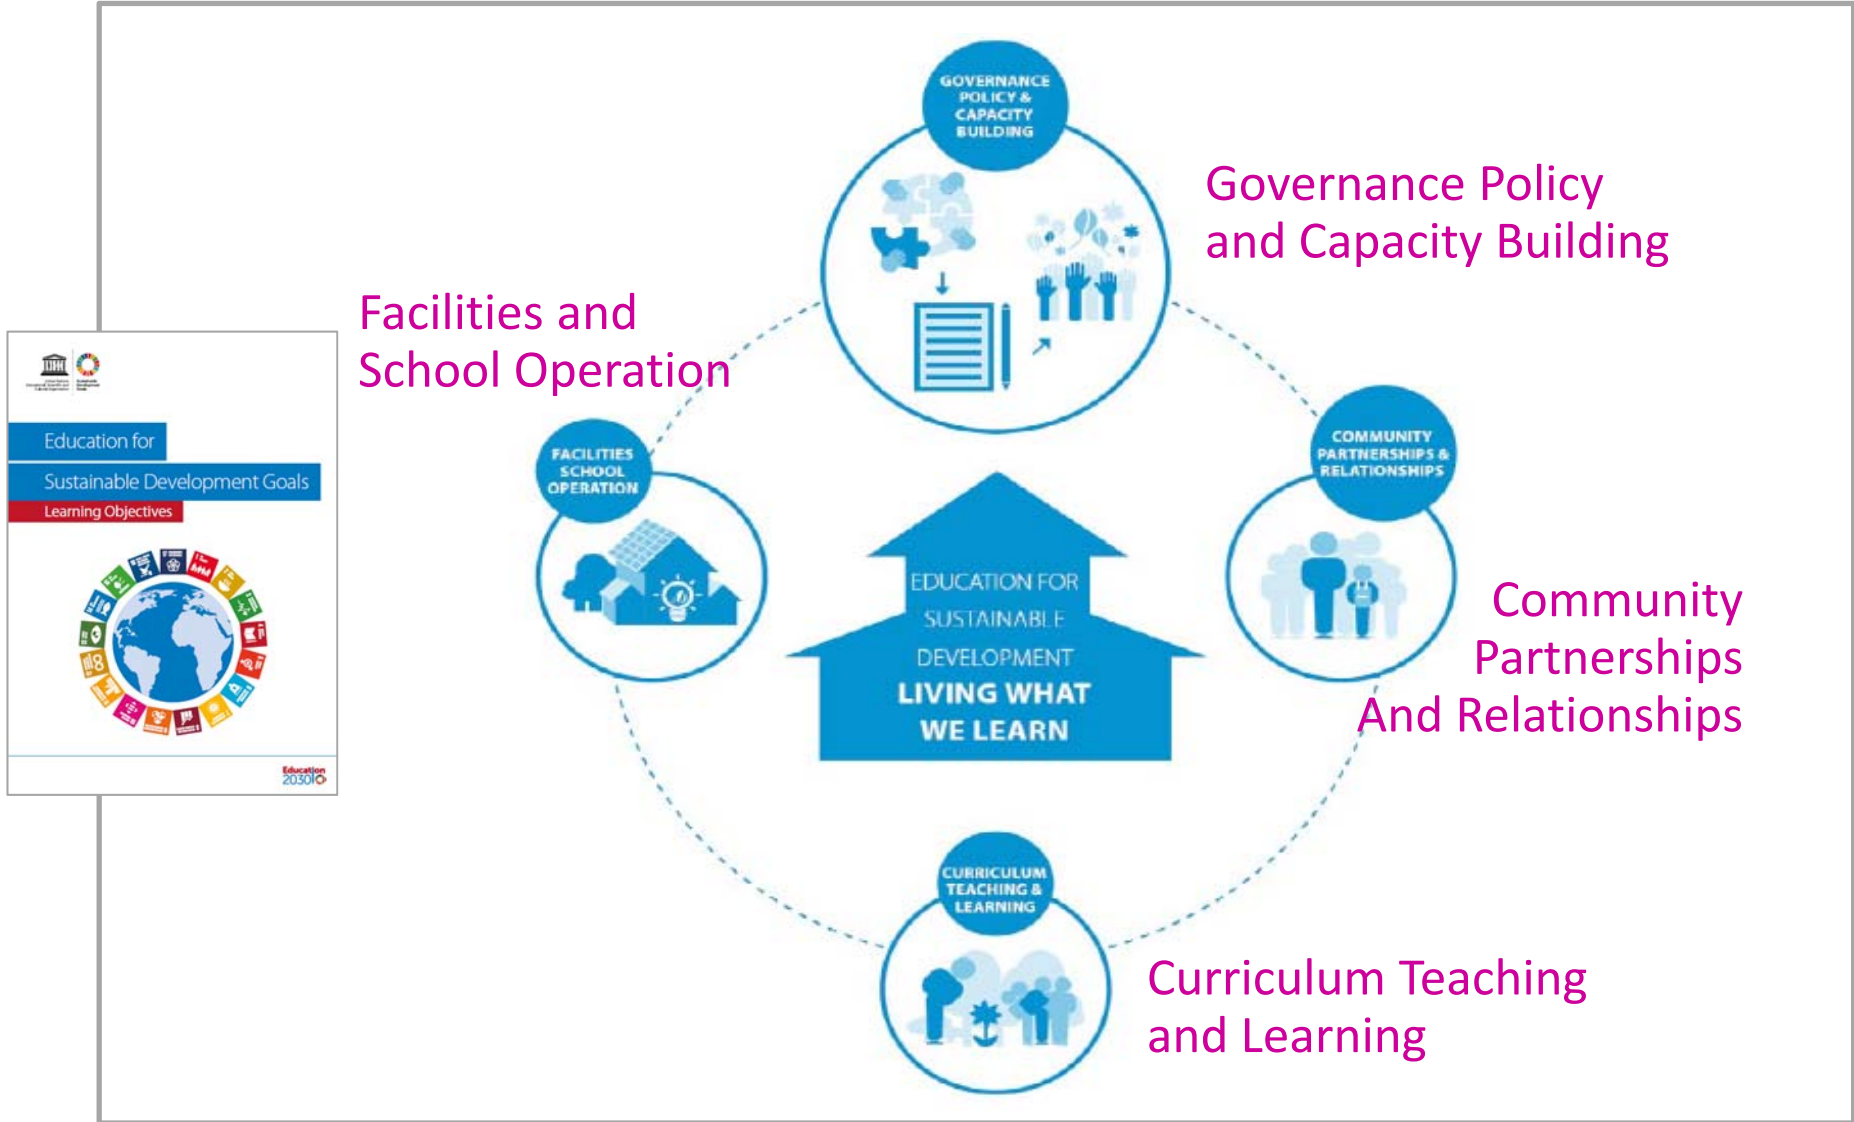 GOVERNANCE
POLICY &
CAPACITY
BUILDING
Governance Policy
and Capacity Building
Facilities and
School Operation
Education for
Sustainable Development Goals
Learning Objectives
Education
2030
FACILITIES
SCHOOL
OPERATION
COMMUNITY
PARTNERSHIPS &
RELATIONSHIPS
EDUCATION FOR
SUSTAINABLE
DEVELOPMENT
LIVING WHAT
WE LEARN
Community
Partnerships
And Relationships
CURRICULUM
TEACHING &
LEARNING
Curriculum Teaching
and Learning